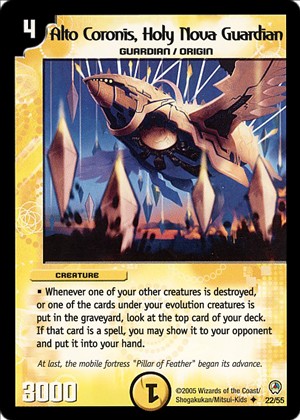 4
Alto Coronis, Holy Nova Guardian
GUARDIAN / ORIGIN
CREATURE
▪ Whenever one of your other creatures is destroyed,
or one of the cards under your evolution creatures is
put in the graveyard, look at the top card of your deck.
If that card is a spell, you may show it to your opponent
and put it into your hand.
At last, the mobile fortress "Pillar of Feather" began its advance.
3000
1
©2005 Wizards of the Coast/
Shogakukan/Mitsui-Kids ✦ 22/55